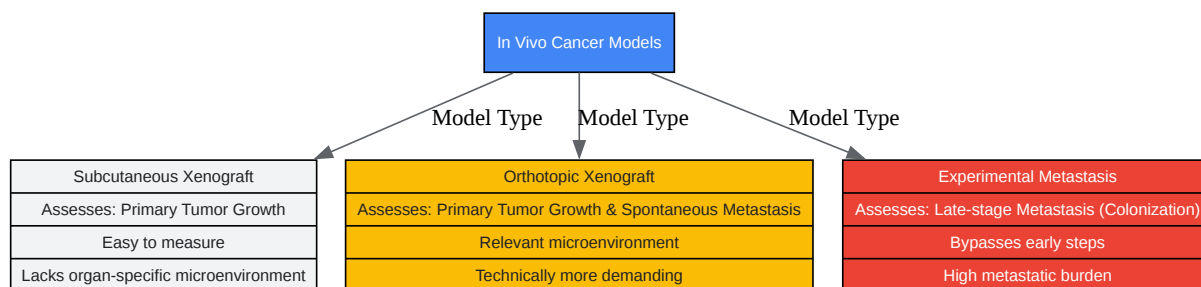 In Vivo Cancer Models
Model Type
Model Type
Model Type
Subcutaneous Xenograft
Assesses: Primary Tumor Growth
Easy to measure
Lacks organ-specific microenvironment
Orthotopic Xenograft
Assesses: Primary Tumor Growth & Spontaneous Metastasis
Relevant microenvironment
Technically more demanding
Experimental Metastasis
Assesses: Late-stage Metastasis (Colonization)
Bypasses early steps
High metastatic burden